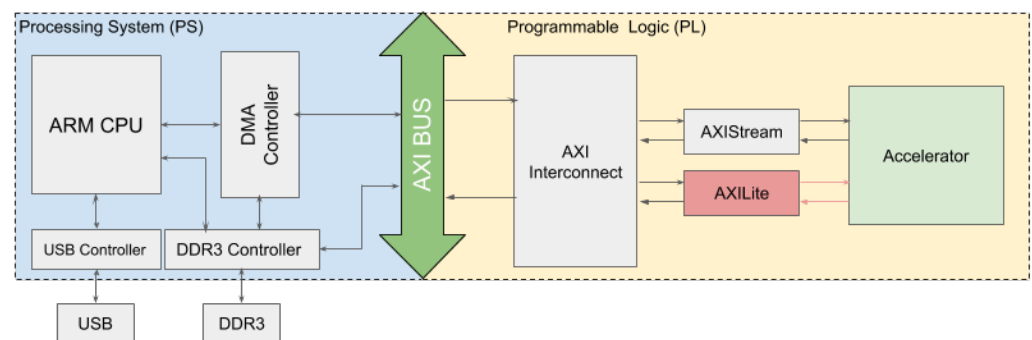 Processing System (PS)
Programmable Logic (PL)
ARM CPU
DMA
Controller
AXI BUS
AXI
Interconnect
AXIStream
AXILite
Accelerator
USB Controller
DDR3 Controller
USB
DDR3